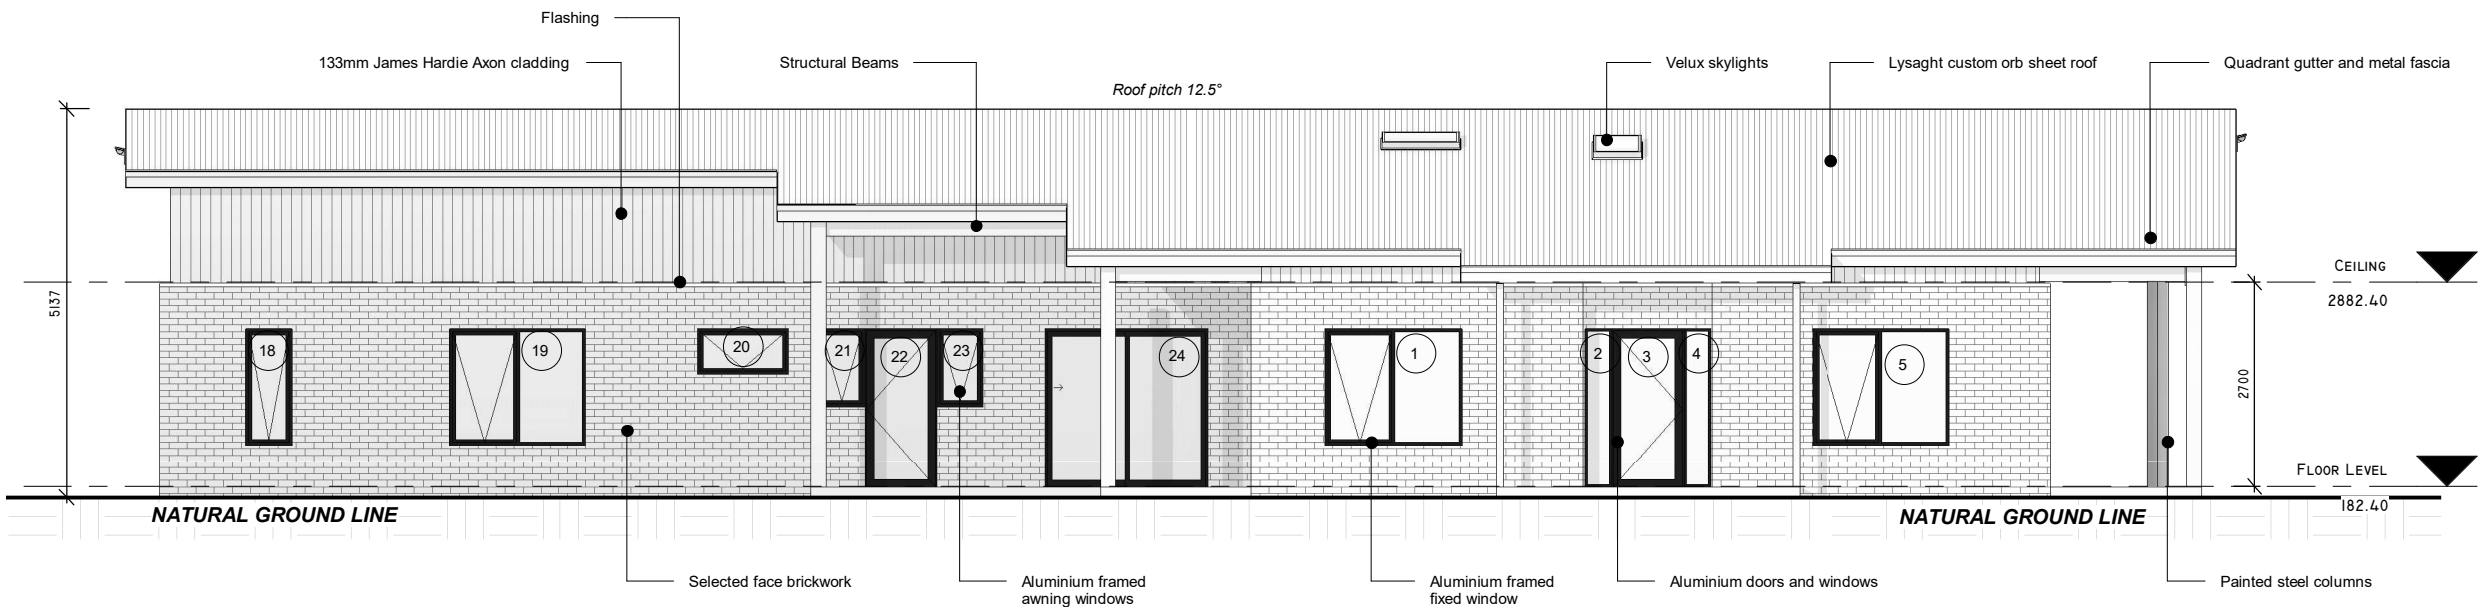 Flashing
133mm James Hardie Axon cladding
Structural Beams
Velux skylights
Lysaght custom orb sheet roof
Quadrant gutter and metal fascia
Roof pitch 12.5°
5137
CEILING
2882.40
18
19
20
21
22
23
24
1
2
3
4
5
2700
FLOOR LEVEL
182.40
NATURAL GROUND LINE
NATURAL GROUND LINE
Selected face brickwork
Aluminium framed
awning windows
Aluminium framed
fixed window
Aluminium doors and windows
Painted steel columns